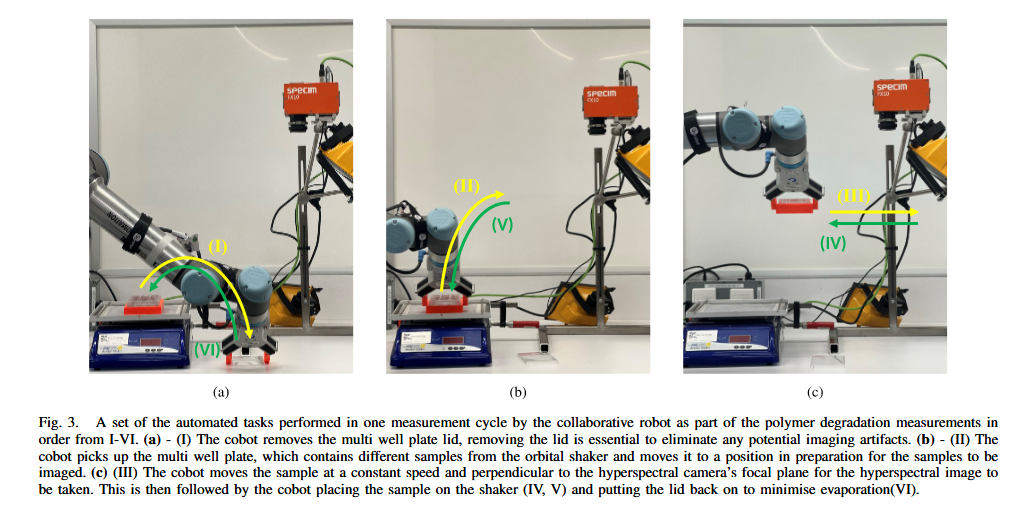 SPECIM
FX10
SPECIM
FX10
SPECIM
FX10
(I)
(VI)
(II)
(V)
(III)
(IV)
(a)
(b)
(c)
Fig. 3. A set of the automated tasks performed in one measurement cycle by the collaborative robot as part of the polymer degradation measurements in
order from I-VI. (a) - (I) The cobot removes the multi well plate lid, removing the lid is essential to eliminate any potential imaging artifacts. (b) - (II) The
cobot picks up the multi well plate, which contains different samples from the orbital shaker and moves it to a position in preparation for the samples to be
imaged. (c) (III) The cobot moves the sample at a constant speed and perpendicular to the hyperspectral camera's focal plane for the hyperspectral image to
be taken. This is then followed by the cobot placing the sample on the shaker (IV, V) and putting the lid back on to minimise evaporation(VI).